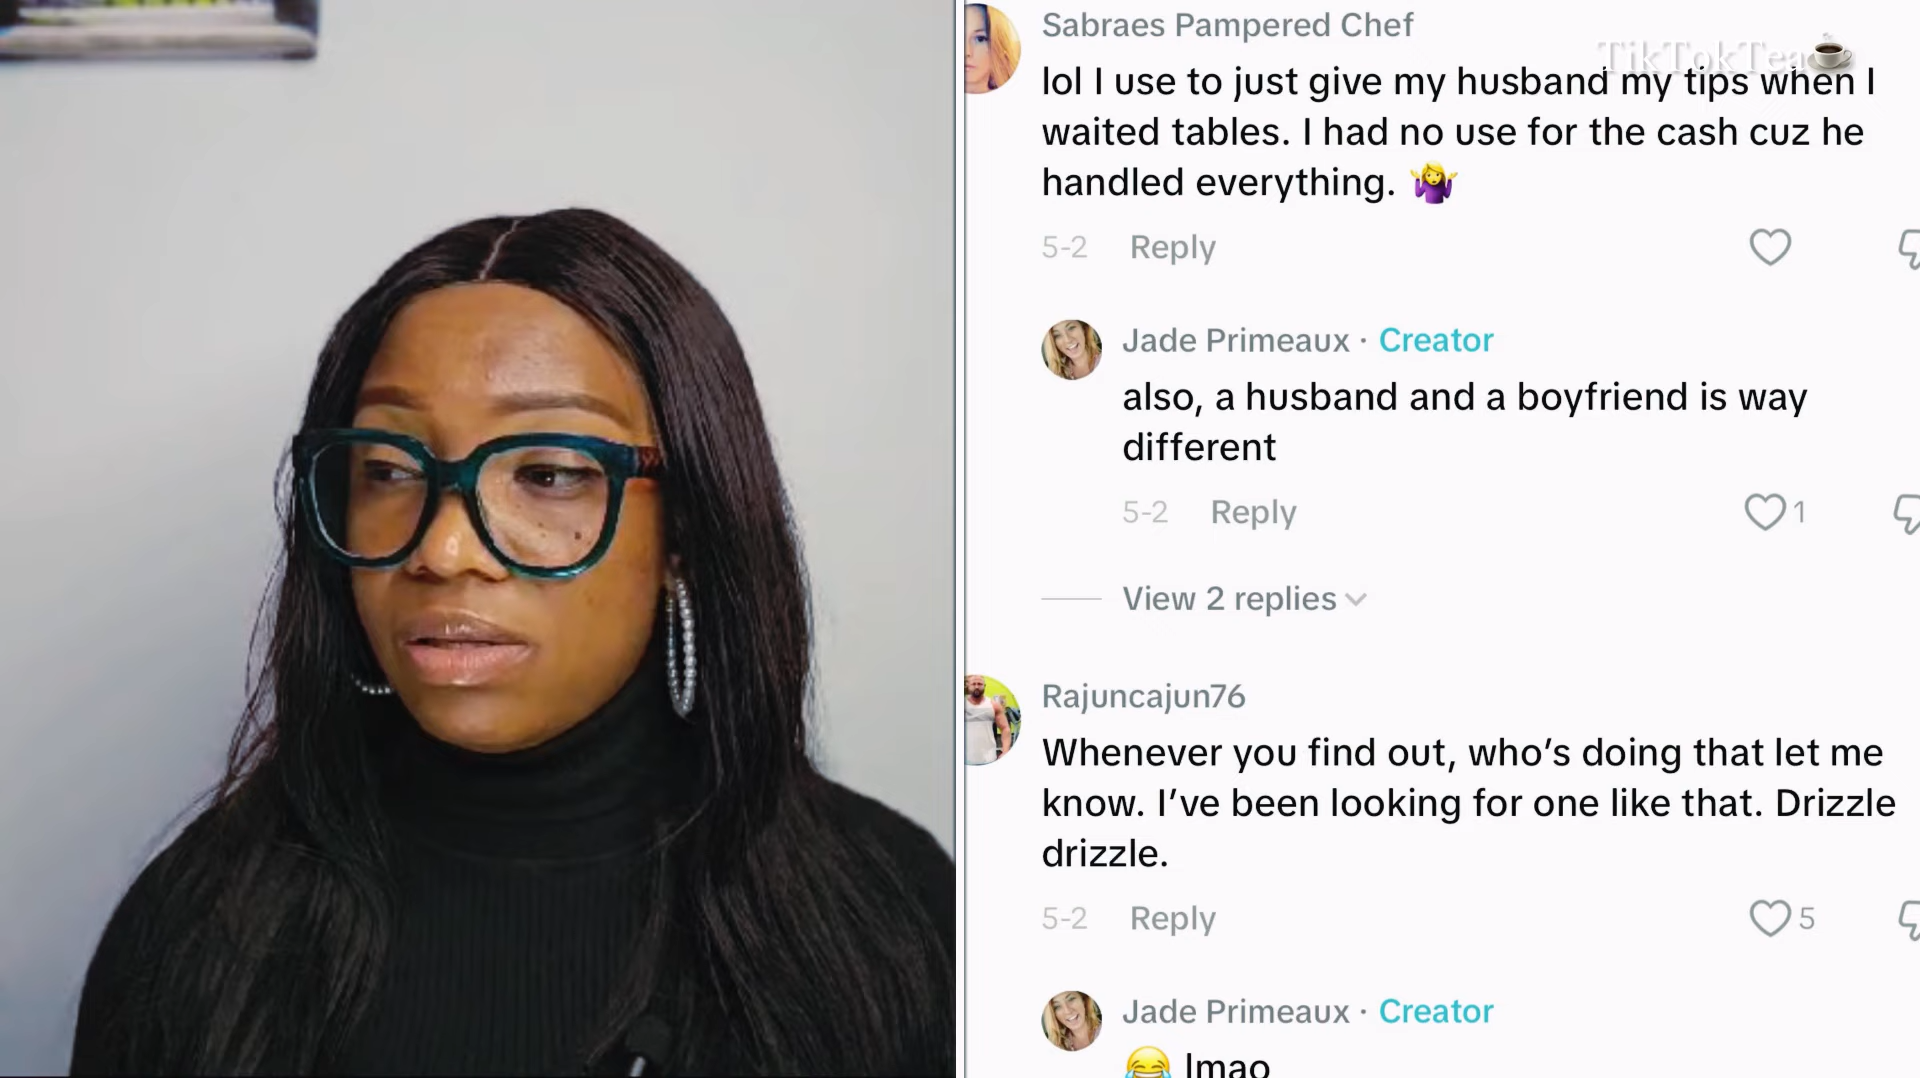 Sabraes Pampered Chef
TikTokTea
lol I use to just give my husband my tips when I
waited tables. I had no use for the cash cuz he
handled everything. 🤷‍♀️
5-2 Reply
Jade Primeaux · Creator
also, a husband and a boyfriend is way
different
5-2 Reply 1
View 2 replies
Rajuncajun76
Whenever you find out, who’s doing that let me
know. I’ve been looking for one like that. Drizzle
drizzle.
5-2 Reply 5
Jade Primeaux · Creator
😂 lmao